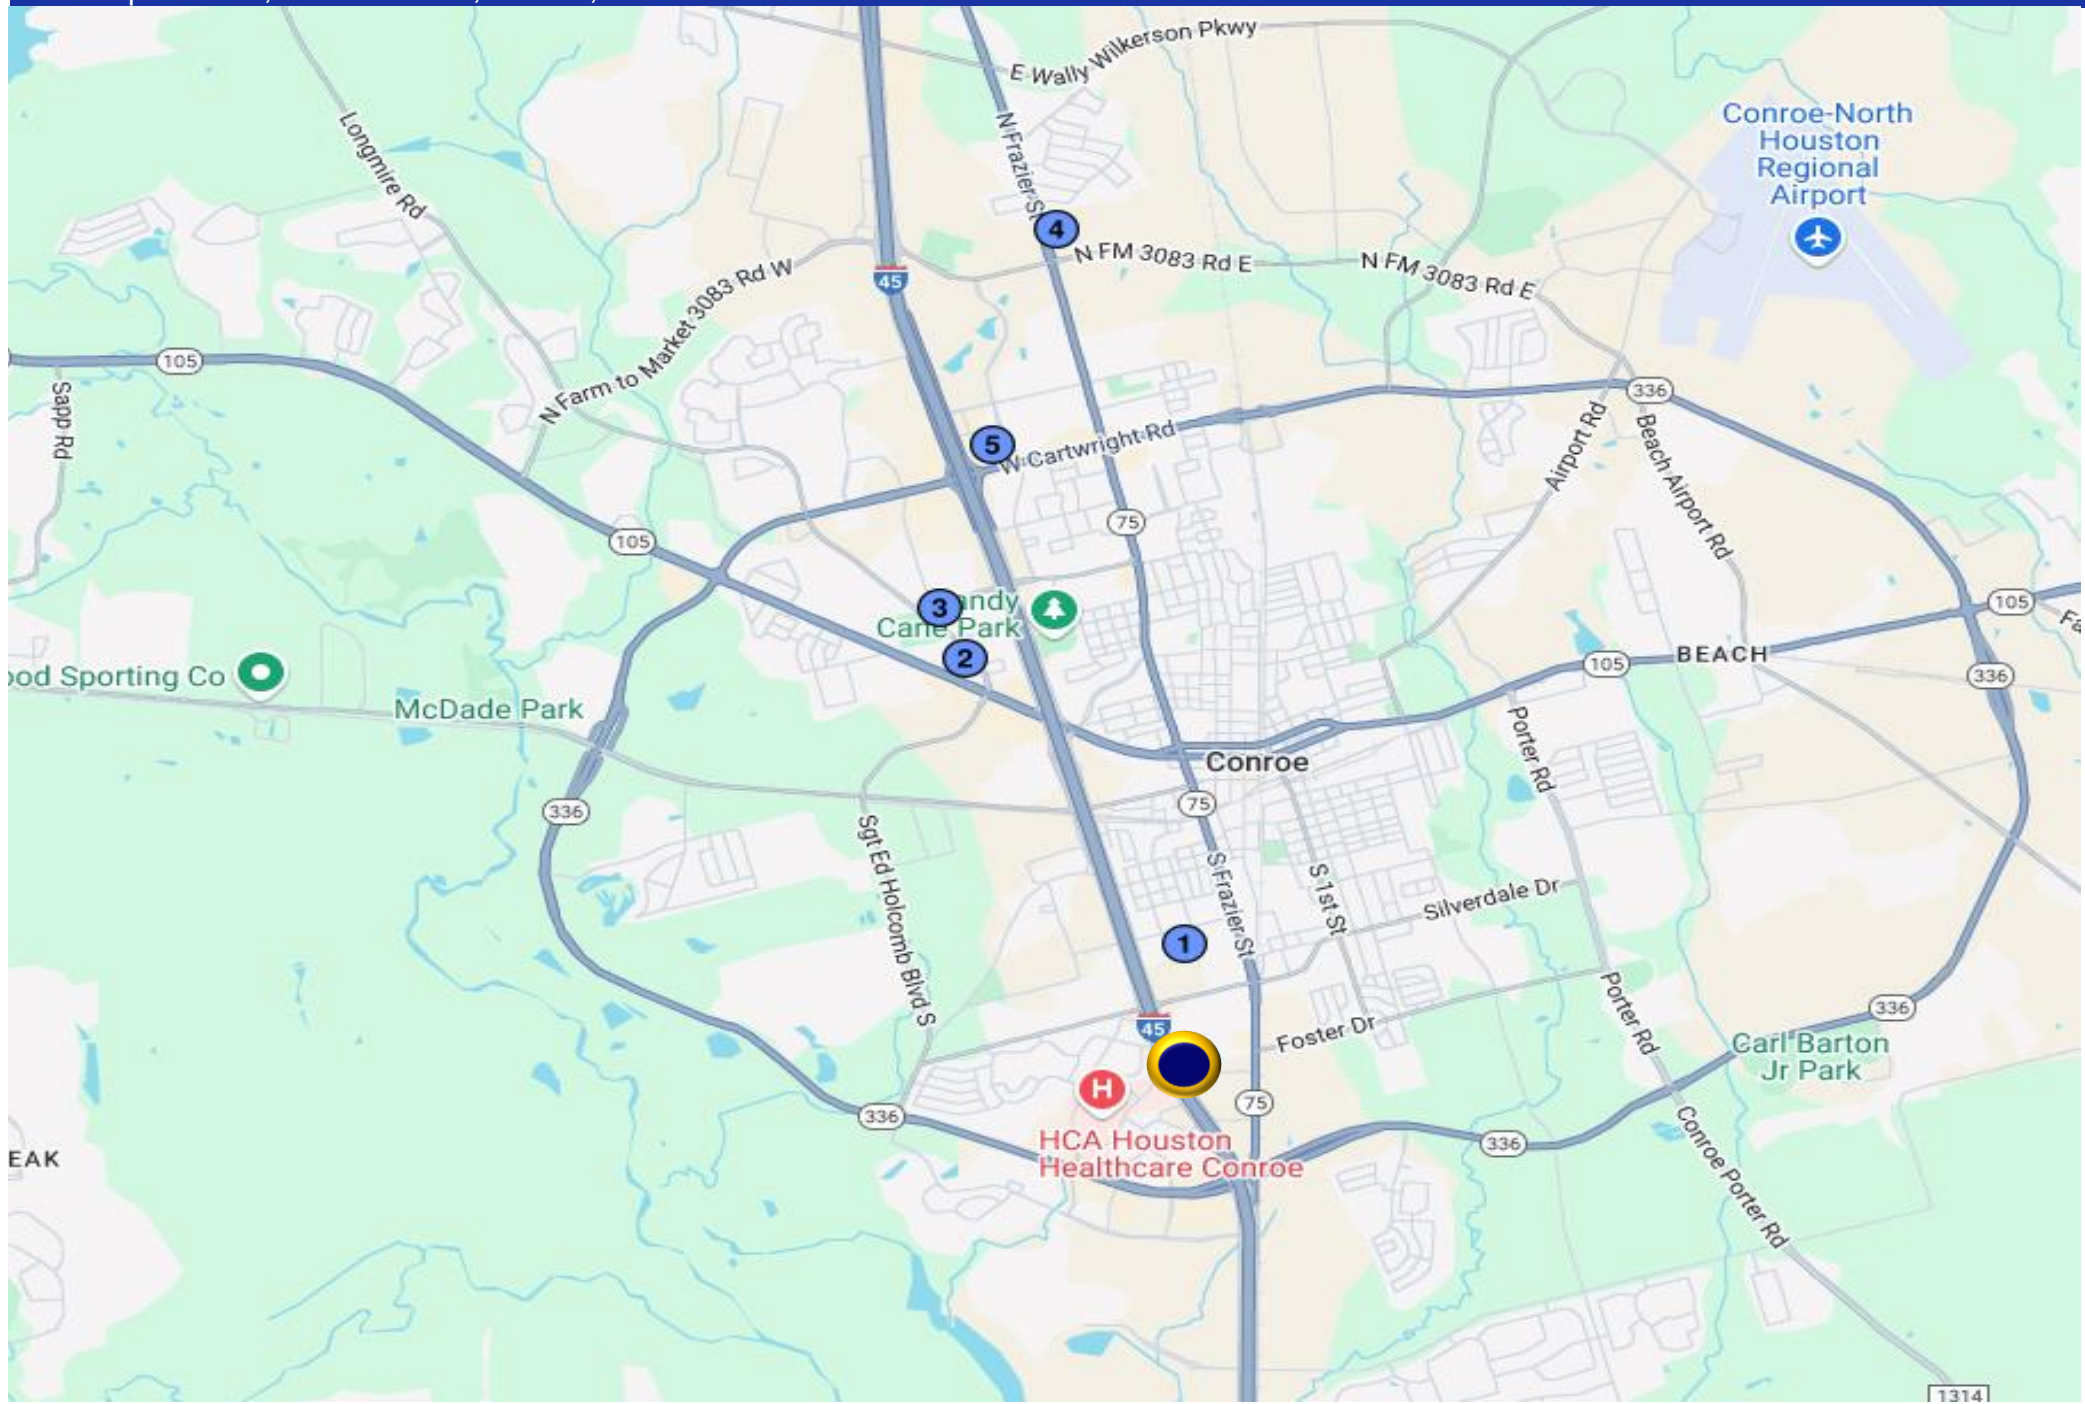 E Wally Wilkerson Pkwy
Longmire Rd
N Frazier St
Conroe-North
Houston
Regional
Airport
4
N FM 3083 Rd E
N FM 3083 Rd E
N Farm to Market 3083 Rd W
45
105
Sapp Rd
336
5
W Cartwright Rd
Airport Rd
Beach Airport Rd
75
105
3
andy
Cane Park
2
105
Fa
105
BEACH
336
ood Sporting Co
McDade Park
Porter Rd
Conroe
75
336
Sgt Ed Holcomb Blvd S
S Frazier St
S 1st St
Silverdale Dr
1
Porter Rd
336
45
Foster Dr
Carl Barton
Jr Park
H
75
336
336
HCA Houston
Healthcare Conroe
EAK
Conroe Porter Rd
1314